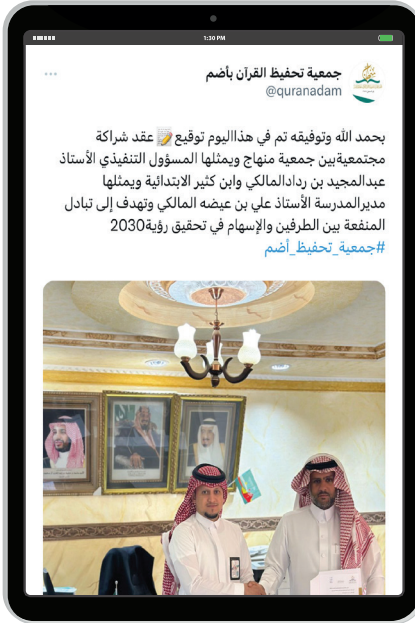 1:30 PM
جمعية تحفيظ القرآن بأضم
@quranadam
بحمد الله وتوفيقه تم في هذااليوم توقيع 📝 عقد شراكة
مجتمعيةبين جمعية منهاج ويمثلها المسؤول التنفيذي الأستاذ
عبدالمجيد بن ردادالمالكي وابن كثير الابتدائية ويمثلها
مديرالمدرسة الأستاذ علي بن عيضه المالكي وتهدف إلى تبادل
المنفعة بين الطرفين والإسهام في تحقيق رؤية2030
#جمعية_تحفيظ_أضم